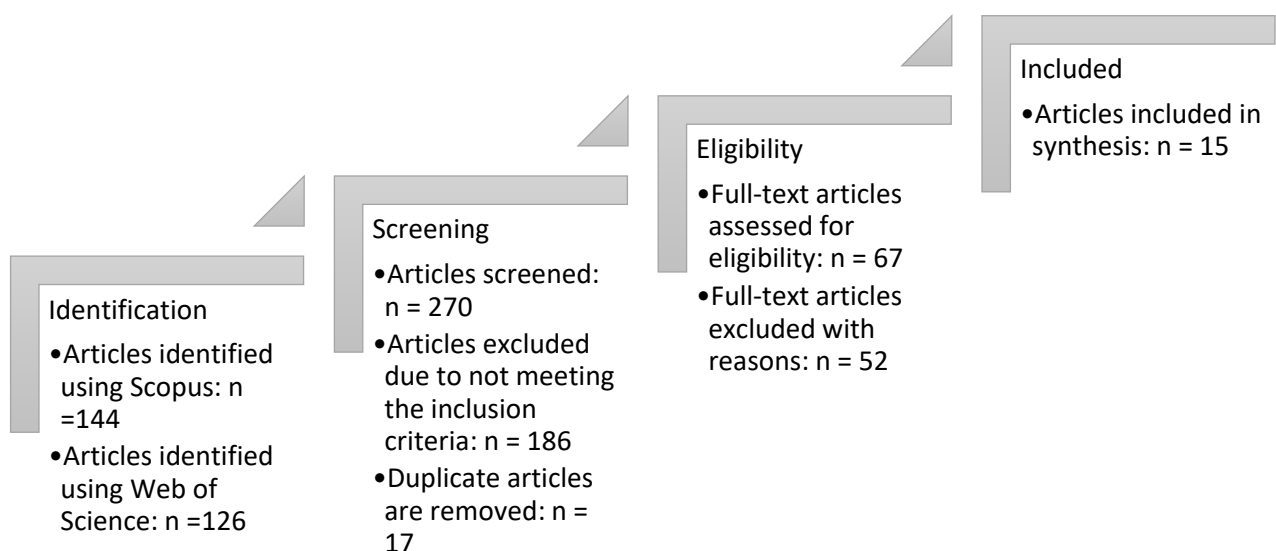 Identification
•Articles identified
using Scopus: n
=144
•Articles identified
using Web of
Science: n =126
Screening
•Articles screened:
n = 270
•Articles excluded
due to not meeting
the inclusion
criteria: n = 186
•Duplicate articles
are removed: n =
17
Eligibility
•Full-text articles
assessed for
eligibility: n = 67
•Full-text articles
excluded with
reasons: n = 52
Included
•Articles included in
synthesis: n = 15